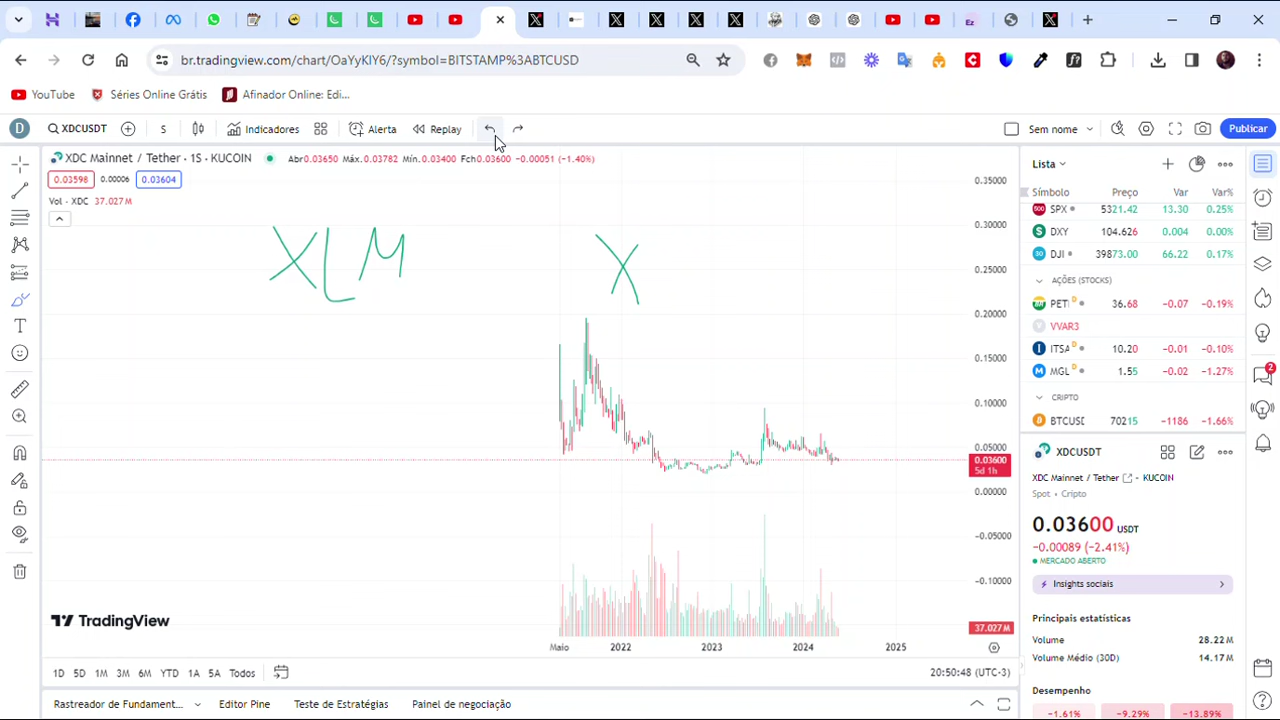 br.tradingview.com/chart/OaYyKIY6/?symbol=BITSTAMP%3ABTCUSD
YouTube Séries Online Grátis Afinador Online: Edi...
D XDCUSDT S Indicadores Alerta Replay Sem nome Publicar
XDC Mainnet / Tether · 1S · KUCOIN Abr0.03650 Máx.0.03782 Mín.0.03400 Fch0.03600 -0.00051 (-1.40%)
0.03598 0.00006 0.03604
Vol · XDC 37.027M
XLM X
0.35000
0.30000
0.25000
0.20000
0.15000
0.10000
0.05000
0.03600
5d 1h
0.00000
-0.05000
-0.10000
37.027M
TradingView
Maio 2022 2023 2024 2025
1D 5D 1M 3M 6M YTD 1A 5A Todos 20:50:48 (UTC-3)
Rastreador de Fundament... Editor Pine Teste de Estratégias Painel de negociação
Lista
Símbolo Preço Var Var%
SPX 5321.42 13.30 0.25%
DXY 104.626 0.004 0.00%
DJI 39873.00 66.22 0.17%
AÇÕES (STOCKS)
PETI D 36.68 -0.07 -0.19%
VVAR3
ITSA D 10.20 -0.01 -0.10%
MGL D 1.55 -0.02 -1.27%
CRIPTO
BTCUSD 70215 -1186 -1.66%
XDCUSDT
XDC Mainnet / Tether - KUCOIN
Spot • Cripto
0.03600 USDT
-0.00089 (-2.41%)
MERCADO ABERTO
Insights sociais
Principais estatísticas
Volume 28.22M
Volume Médio (30D) 14.17M
Desempenho
-1.61% -9.29% -13.89%
2